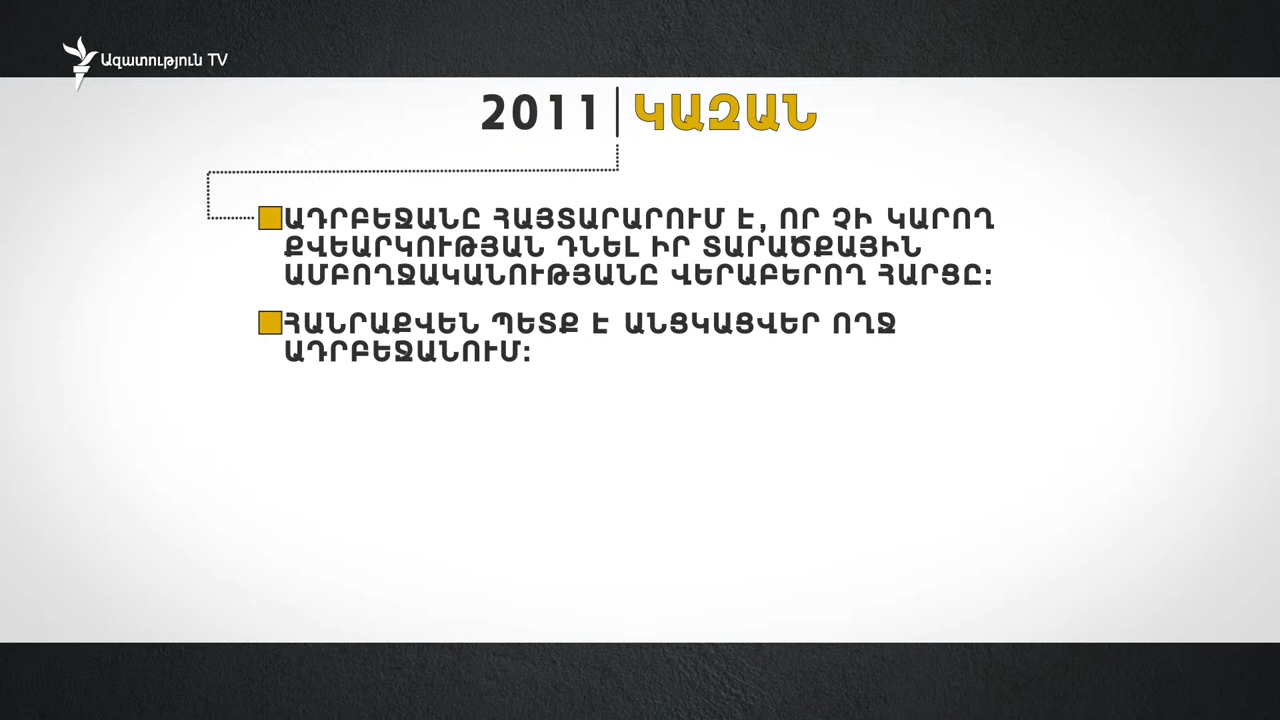 Ազատություն TV
2011 ԿԱԶԱՆ
ԱԴՐԲԵՋԱՆԸ ՀԱՅՏԱՐԱՐՈՒՄ Է, ՈՐ ՉԻ ԿԱՐՈՂ
ՔՎԵԱՐԿՈՒԹՅԱՆ ԴՆԵԼ ԻՐ ՏԱՐԱԾՔԱՅԻՆ
ԱՄԲՈՂՋԱԿԱՆՈՒԹՅԱՆԸ ՎԵՐԱԲԵՐՈՂ ՀԱՐՑԸ:
ՀԱՆՐԱՔՎԵՆ ՊԵՏՔ Է ԱՆՑԿԱՑՎԵՐ ՈՂՋ
ԱԴՐԲԵՋԱՆՈՒՄ: